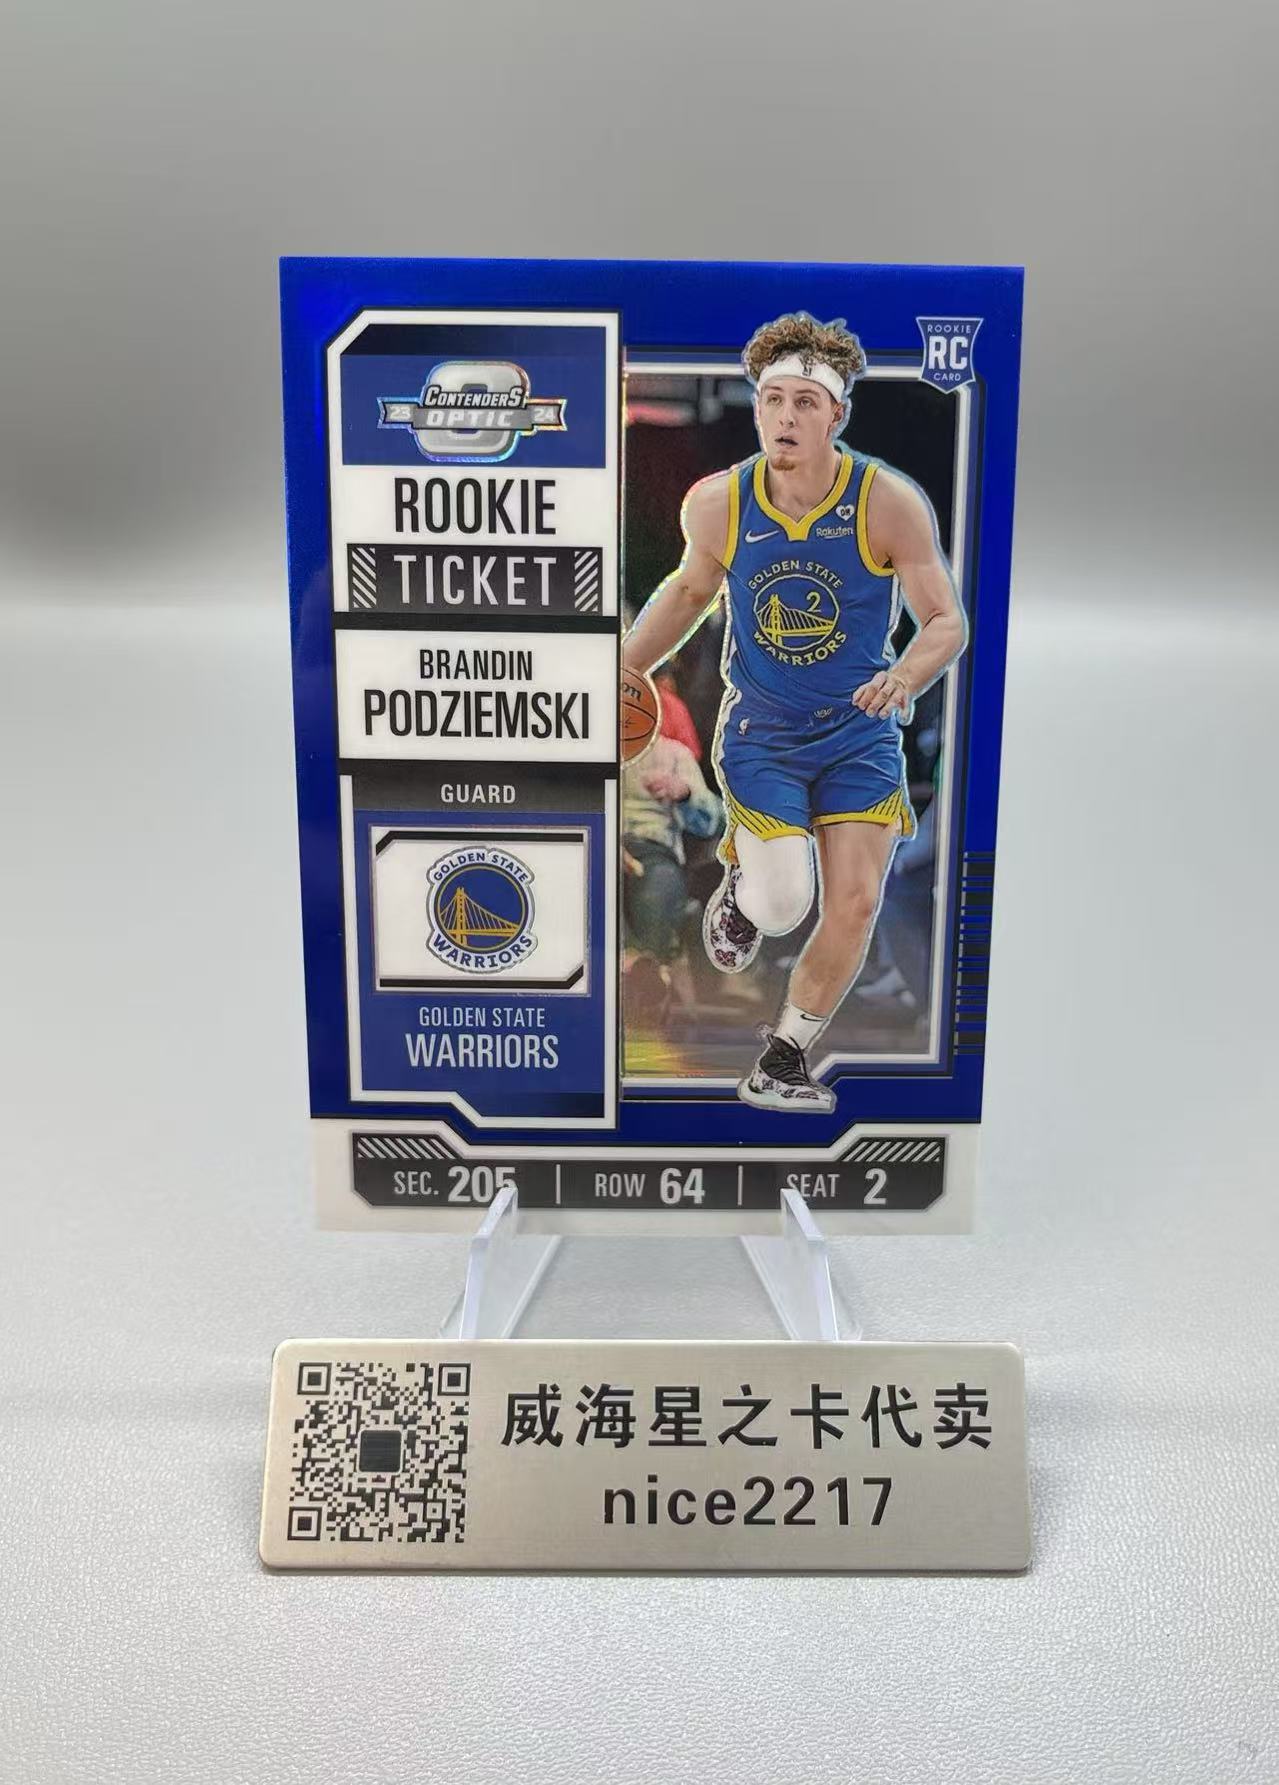 ROOKIE
RC
CARD
CONTENDERS
23 OPTIC 24
ROOKIE
TICKET
BRANDIN
PODZIEMSKI
GUARD
GOLDEN STATE
WARRIORS
GOLDEN STATE
WARRIORS
Rakuten
GOLDEN STATE
2
WARRIORS
SEC. 205 | ROW 64 | SEAT 2
威海星之卡代卖
nice2217